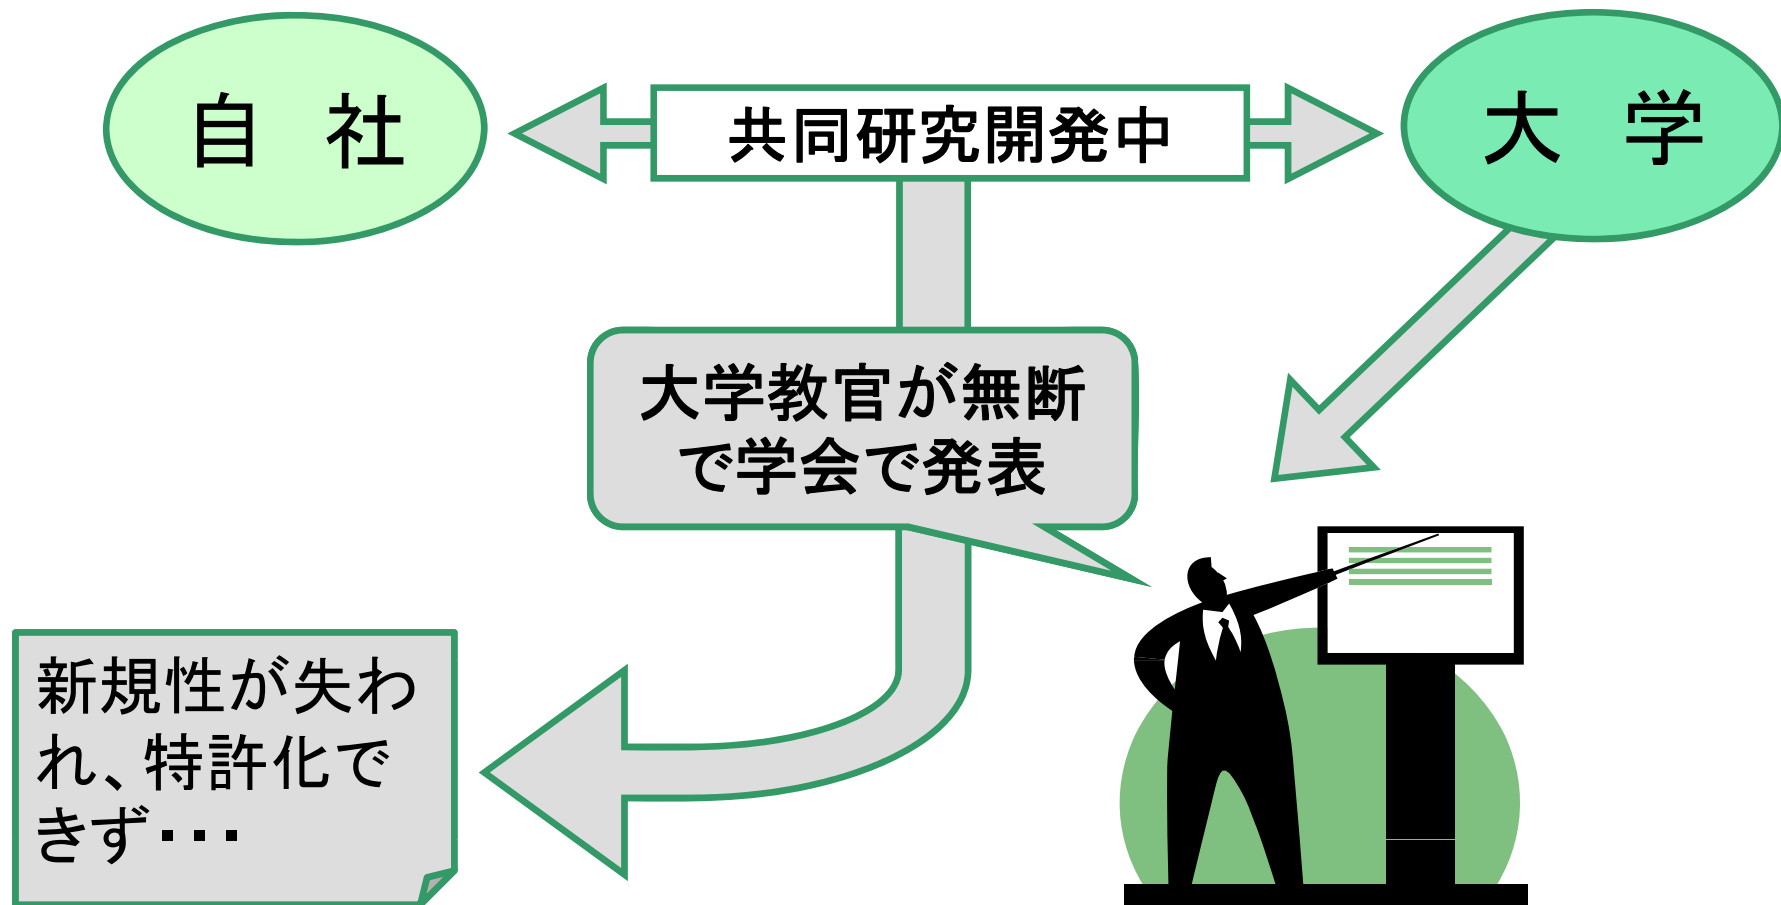 自　社
共同研究開発中
大　学
大学教官が無断
で学会で発表
新規性が失わ
れ、特許化で
きず・・・